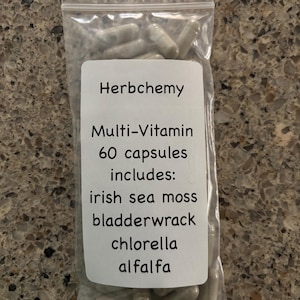 Herbchemy
Multi-Vitamin
60 capsules
includes:
irish sea moss
bladderwrack
chlorella
alfalfa